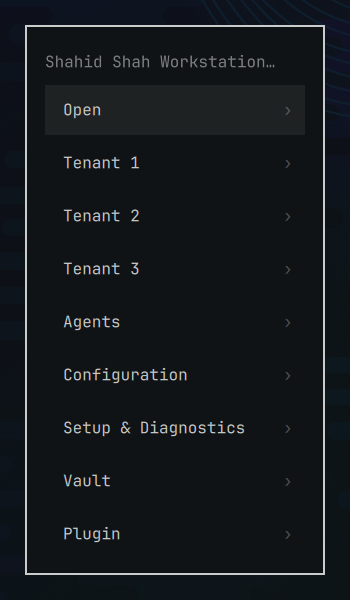 Shahid Shah Workstation…
Open ›
Tenant 1 ›
Tenant 2 ›
Tenant 3 ›
Agents ›
Configuration ›
Setup & Diagnostics ›
Vault ›
Plugin ›